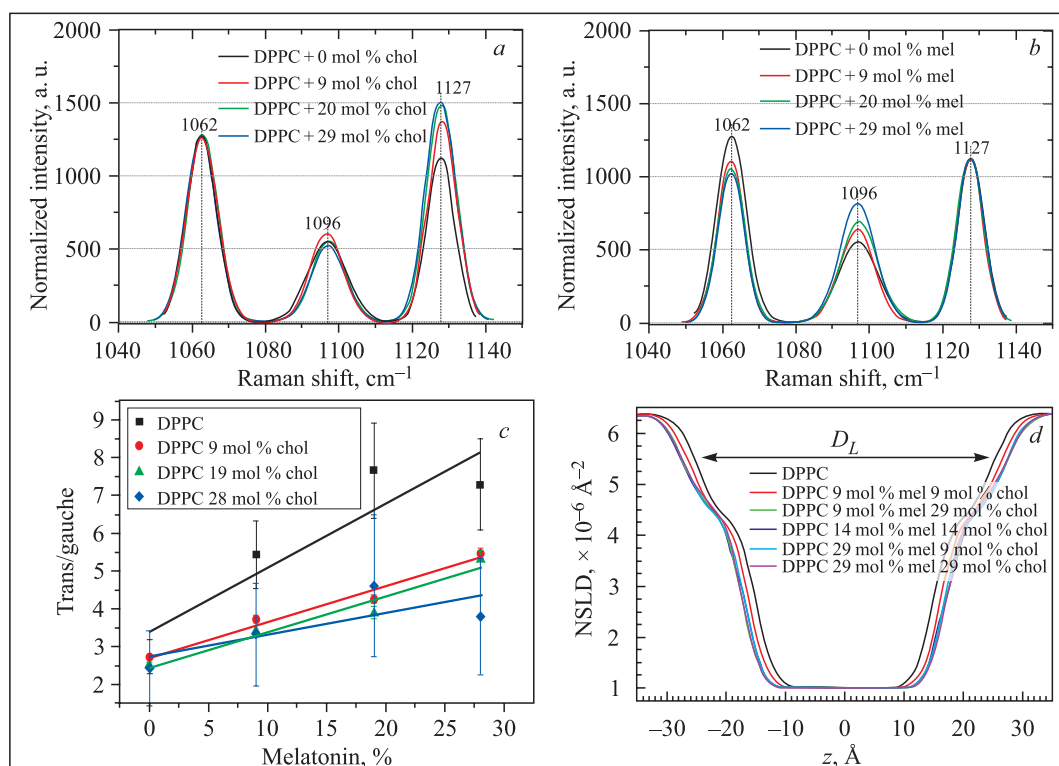 a
DPPC + 0 mol % chol
DPPC + 9 mol % chol
DPPC + 20 mol % chol
DPPC + 29 mol % chol
1062
1096
1127
2000
1500
1000
500
0
Normalized intensity, a. u.
1040 1060 1080 1100 1120 1140
Raman shift, cm–1
b
DPPC + 0 mol % mel
DPPC + 9 mol % mel
DPPC + 20 mol % mel
DPPC + 29 mol % mel
1062
1096
1127
2000
1500
1000
500
0
Normalized intensity, a. u.
1040 1060 1080 1100 1120 1140
Raman shift, cm–1
c
DPPC
DPPC 9 mol % chol
DPPC 19 mol % chol
DPPC 28 mol % chol
9
8
7
6
5
4
3
2
Trans/gauche
0 5 10 15 20 25 30
Melatonin, %
d
DL
DPPC
DPPC 9 mol % mel 9 mol % chol
DPPC 9 mol % mel 29 mol % chol
DPPC 14 mol % mel 14 mol % chol
DPPC 29 mol % mel 9 mol % chol
DPPC 29 mol % mel 29 mol % chol
6
5
4
3
2
1
NSLD, × 10–6 Å–2
–30 –20 –10 0 10 20 30
z, Å